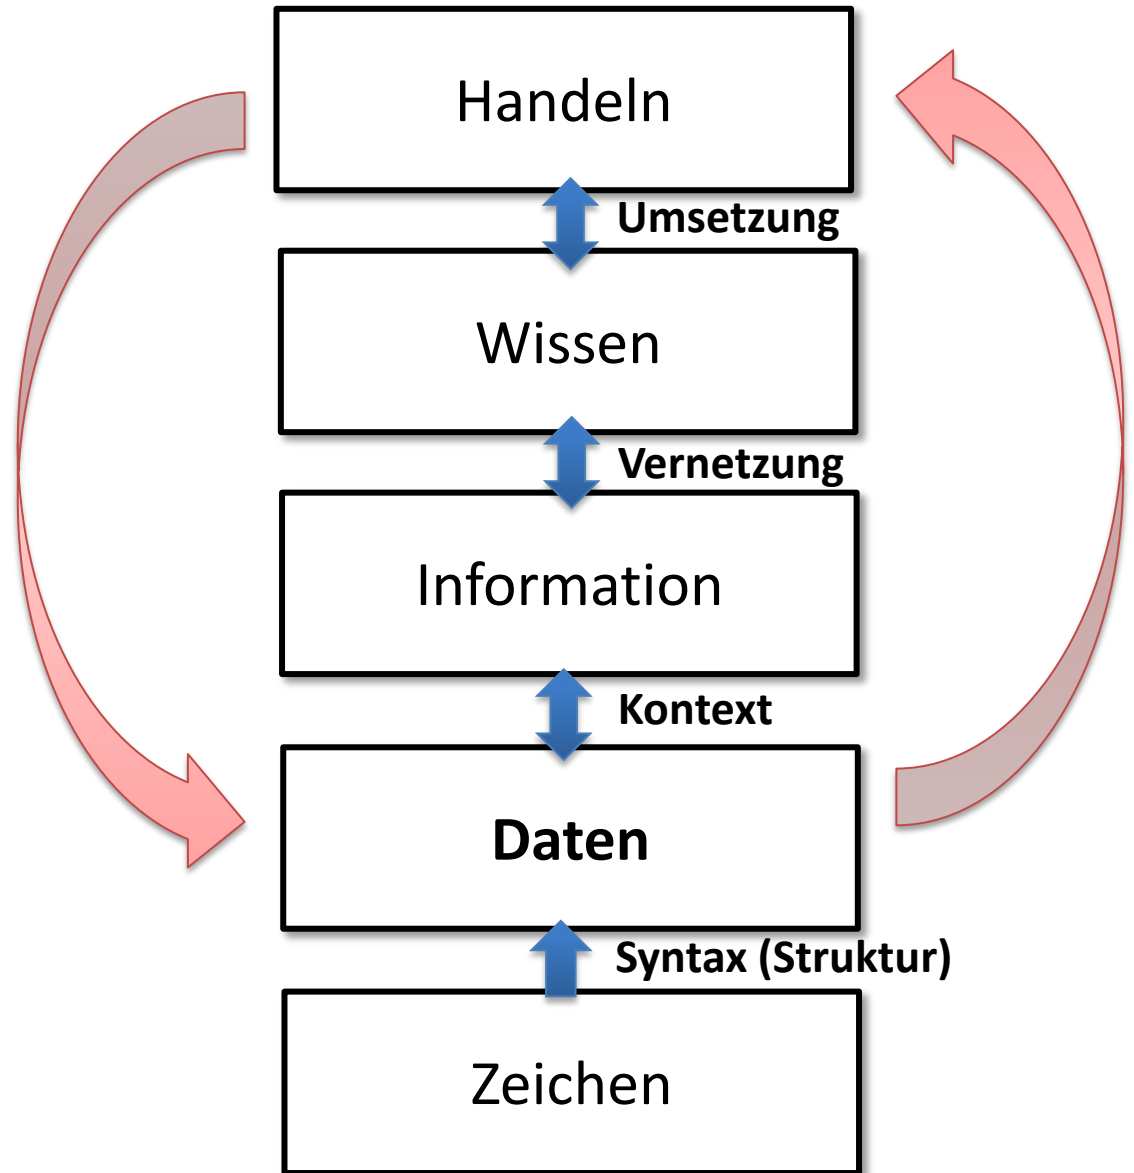 Handeln
Umsetzung
Wissen
Vernetzung
Information
Kontext
Daten
Syntax (Struktur)
Zeichen